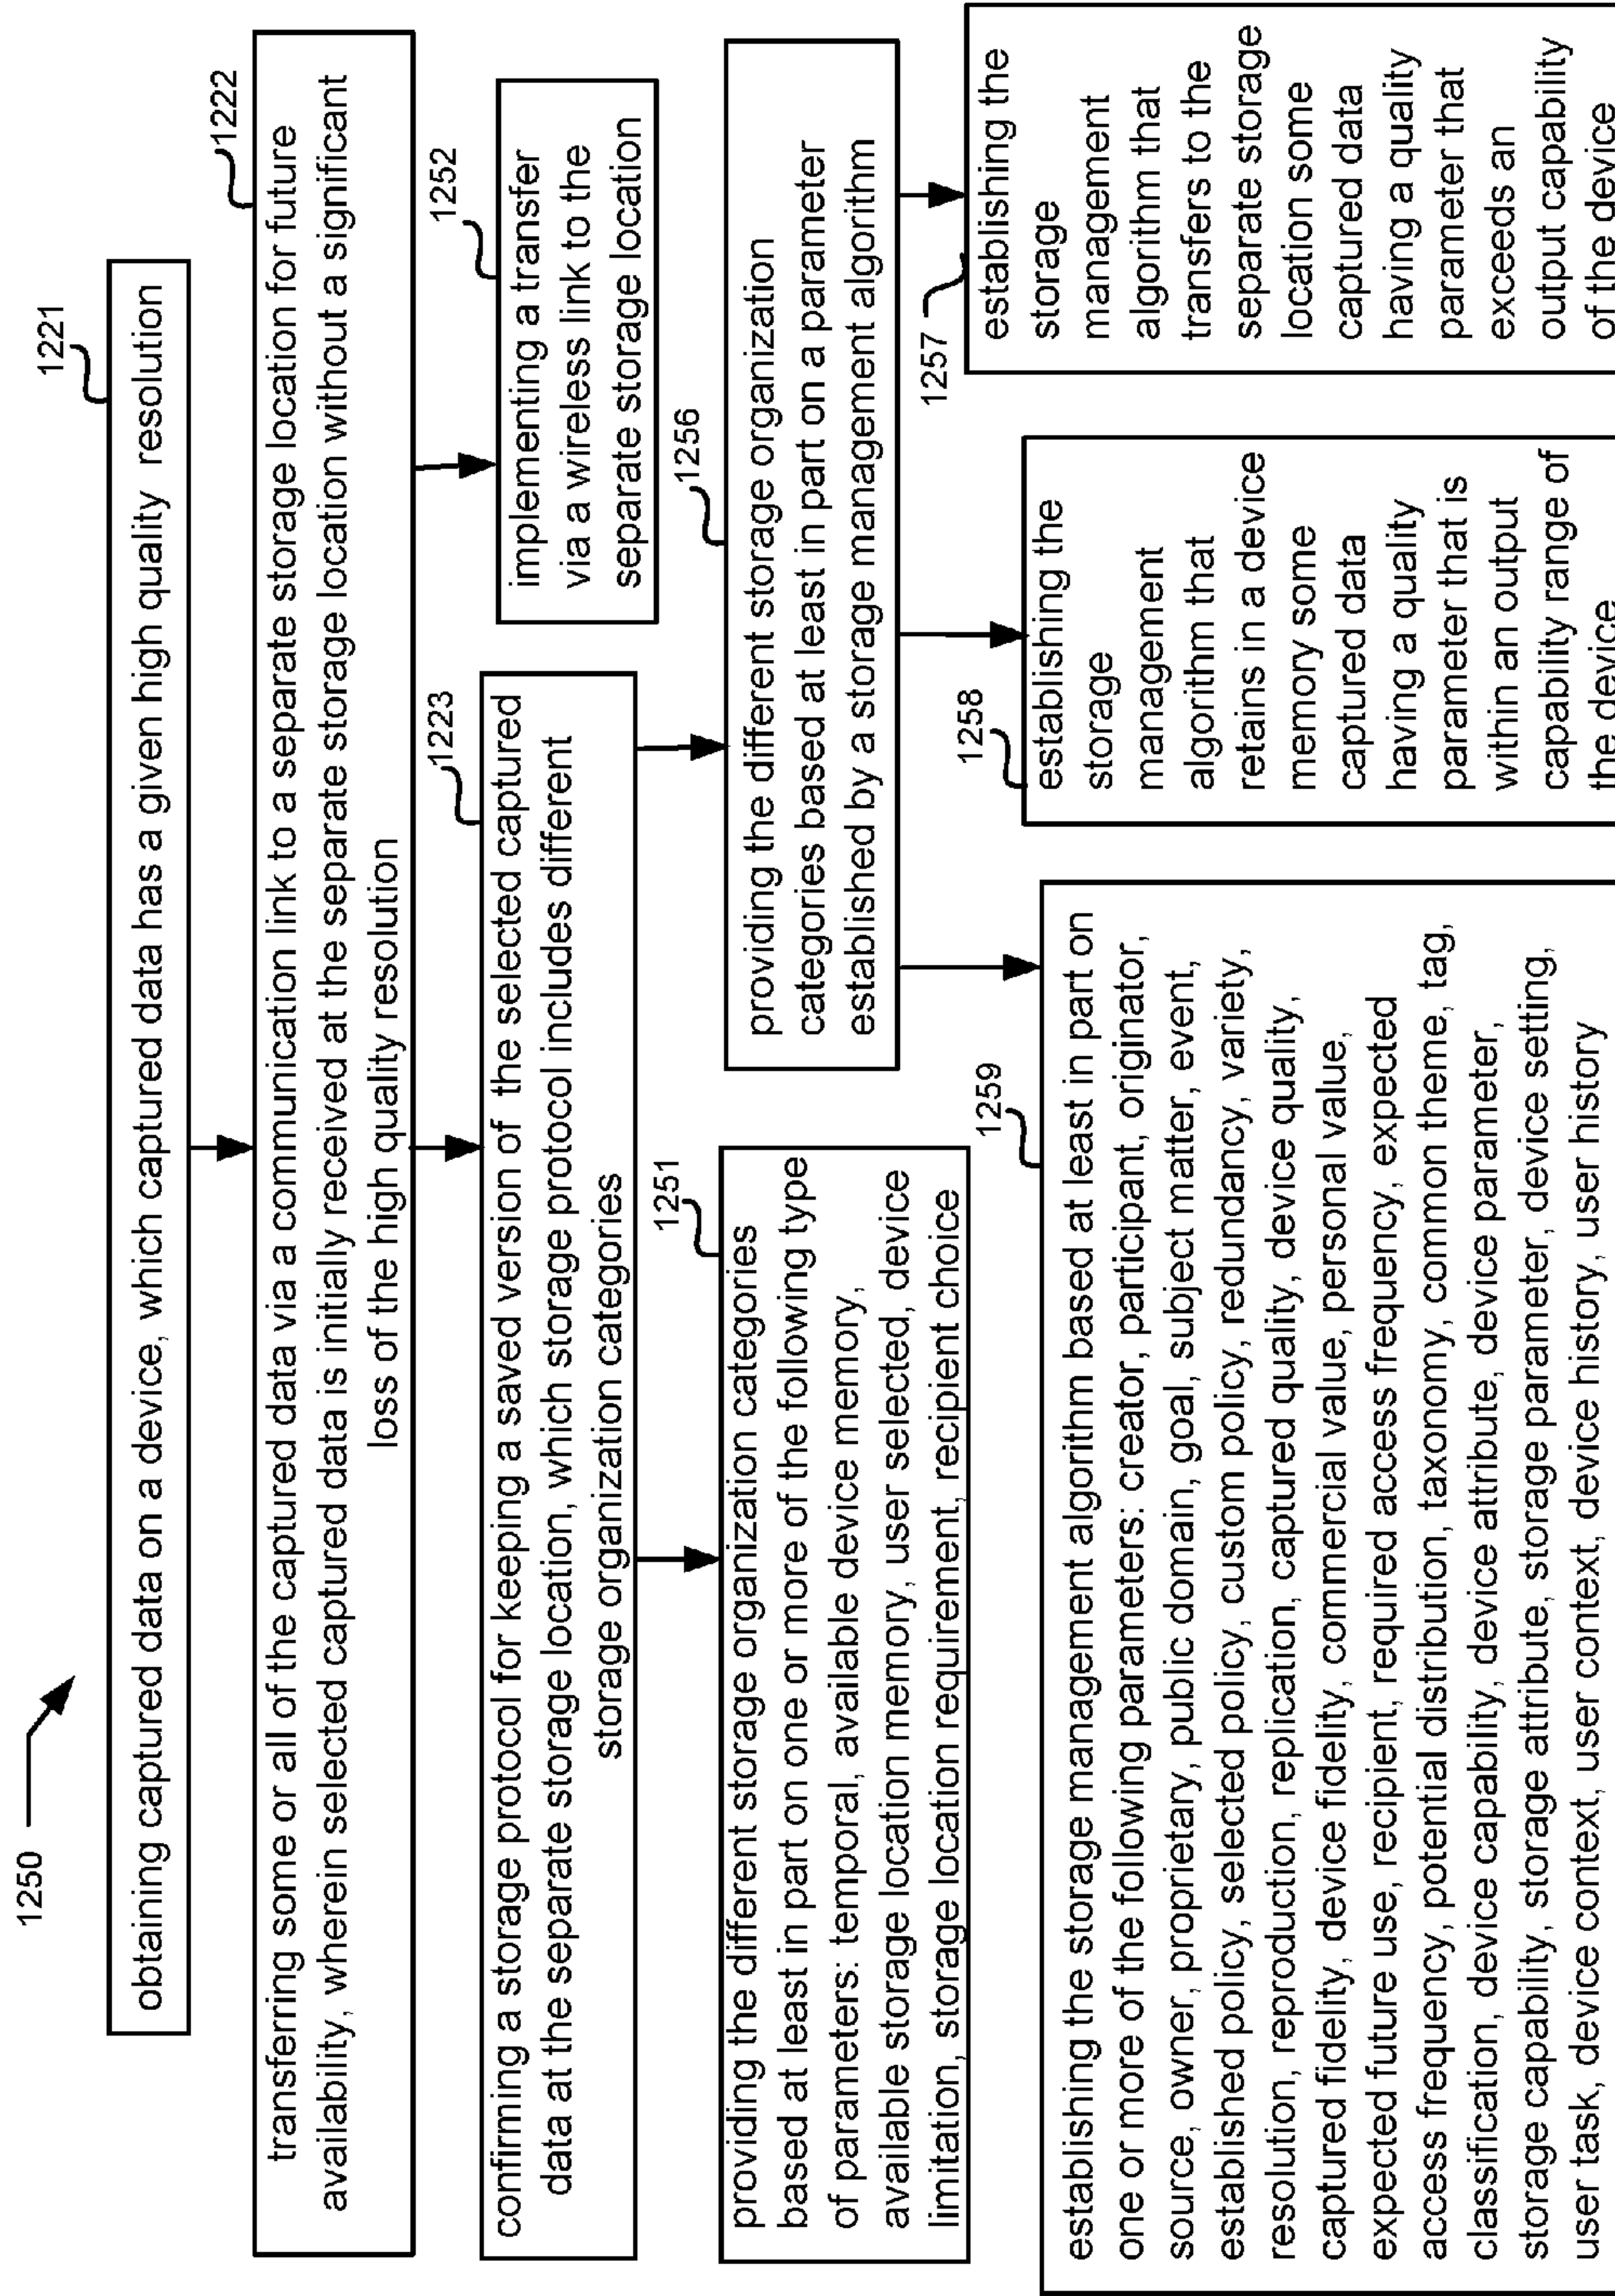 1250
1221
obtaining captured data on a device, which captured data has a given high quality resolution
1222
transferring some or all of the captured data via a communication link to a separate storage location for future
availability, wherein selected captured data is initially received at the separate storage location without a significant
loss of the high quality resolution
1223
confirming a storage protocol for keeping a saved version of the selected captured
data at the separate storage location, which storage protocol includes different
storage organization categories
1252
implementing a transfer
via a wireless link to the
separate storage location
1251
providing the different storage organization categories
based at least in part on one or more of the following type
of parameters: temporal, available device memory,
available storage location memory, user selected, device
limitation, storage location requirement, recipient choice
1256
providing the different storage organization
categories based at least in part on a parameter
established by a storage management algorithm
1259
establishing the storage management algorithm based at least in part on
one or more of the following parameters: creator, participant, originator,
source, owner, proprietary, public domain, goal, subject matter, event,
established policy, selected policy, custom policy, redundancy, variety,
resolution, reproduction, replication, captured quality, device quality,
captured fidelity, device fidelity, commercial value, personal value,
expected future use, recipient, required access frequency, expected
access frequency, potential distribution, taxonomy, common theme, tag,
classification, device capability, device attribute, device parameter,
storage capability, storage attribute, storage parameter, device setting,
user task, device context, user context, device history, user history
1258
establishing the
storage
management
algorithm that
retains in a device
memory some
captured data
having a quality
parameter that is
within an output
capability range of
the device
1257
establishing the
storage
management
algorithm that
transfers to the
separate storage
location some
captured data
having a quality
parameter that
exceeds an
output capability
of the device